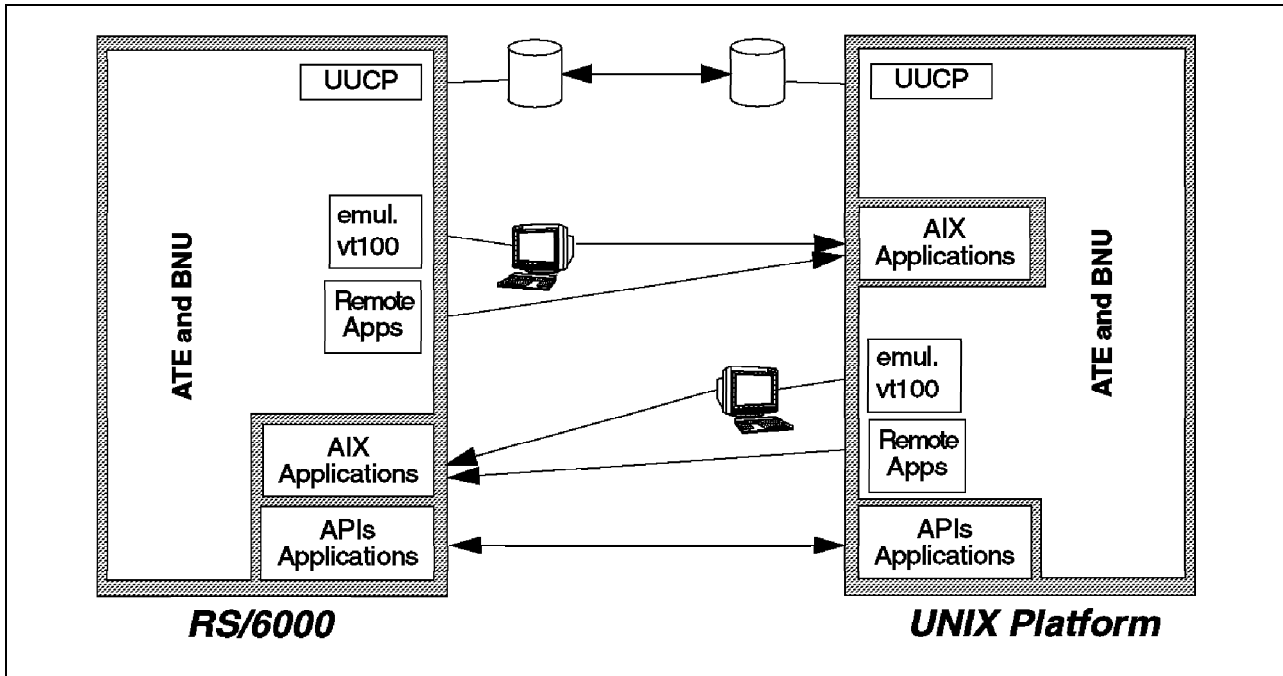 UUCP
emul.
vt100
Remote
Apps
ATE and BNU
AIX
Applications
APIs
Applications
RS/6000
UUCP
AIX
Applications
ATE and BNU
emul.
vt100
Remote
Apps
APIs
Applications
UNIX Platform